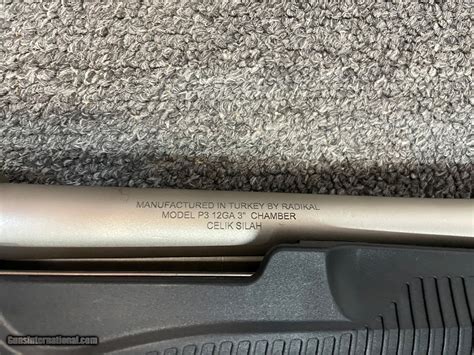 MANUFACTURED IN TURKEY BY RADIKAL
MODEL P3 12GA 3" CHAMBER
CELIK SILAH
GunsInternational.com